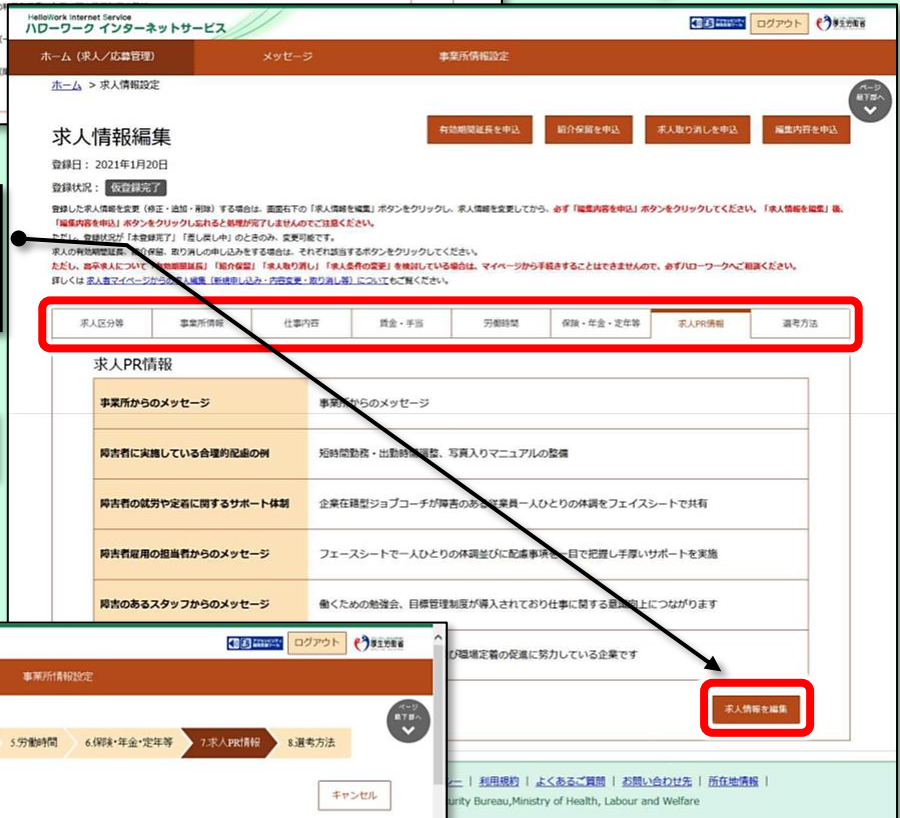 HelloWork Internet Service
ハローワーク インターネットサービス
ログアウト
厚生労働省
ホーム（求人／応募管理）
メッセージ
事業所情報設定
ホーム > 求人情報設定
ページ
最下部へ
求人情報編集
有効期間延長を申込
紹介保留を申込
求人取り消しを申込
編集内容を申込
登録日： 2021年1月20日
登録状況： 仮登録完了
登録した求人情報を変更（修正・追加・削除）する場合は、画面右下の「求人情報を編集」ボタンをクリックし、求人情報を変更してから、必ず「編集内容を申込」ボタンをクリックしてください。「求人情報を編集」後、
「編集内容を申込」ボタンをクリックし忘れると処理が完了しませんのでご注意ください。
ただし、登録状況が「本登録完了」「差し戻し中」のときのみ、変更可能です。
求人の有効期間延長、紹介保留、取り消しの申し込みをする場合は、それぞれ該当するボタンをクリックしてください。
ただし、高卒求人について「有効期間延長」「紹介保留」「求人取り消し」「求人条件の変更」を検討している場合は、マイページから手続きすることはできませんので、必ずハローワークへご相談ください。
詳しくは 求人者マイページからの求人編集（新規申し込み・内容変更・取り消し等）についてもご覧ください。
求人区分等
事業所情報
仕事内容
賃金・手当
労働時間
保険・年金・定年等
求人PR情報
選考方法
求人PR情報
事業所からのメッセージ
事業所からのメッセージ
障害者に実施している合理的配慮の例
短時間勤務・出勤時間調整、写真入りマニュアルの整備
障害者の就労や定着に関するサポート体制
企業在籍型ジョブコーチが障害のある従業員一人ひとりの体調をフェイスシートで共有
障害者雇用の担当者からのメッセージ
フェースシートで一人ひとりの体調並びに配慮事項を一目で把握し手厚いサポートを実施
障害のあるスタッフからのメッセージ
働くための勉強会、目標管理制度が導入されており仕事に関する意識向上につながります
び職場定着の促進に努力している企業です
求人情報を編集
ログアウト
厚生労働省
事業所情報設定
ページ
最下部へ
5.労働時間
6.保険・年金・定年等
7.求人PR情報
8.選考方法
キャンセル
シー | 利用規約 | よくあるご質問 | お問い合わせ先 | 所在地情報 |
urity Bureau,Ministry of Health, Labour and Welfare